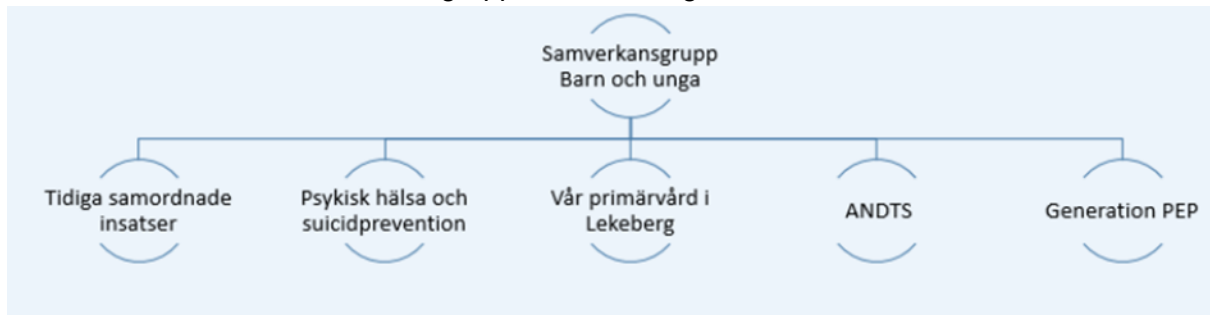 Samverkansgrupp
Barn och unga
Tidiga samordnade
insatser
Psykisk hälsa och
suicidprevention
Vår primärvård i
Lekeberg
ANDTS
Generation PEP